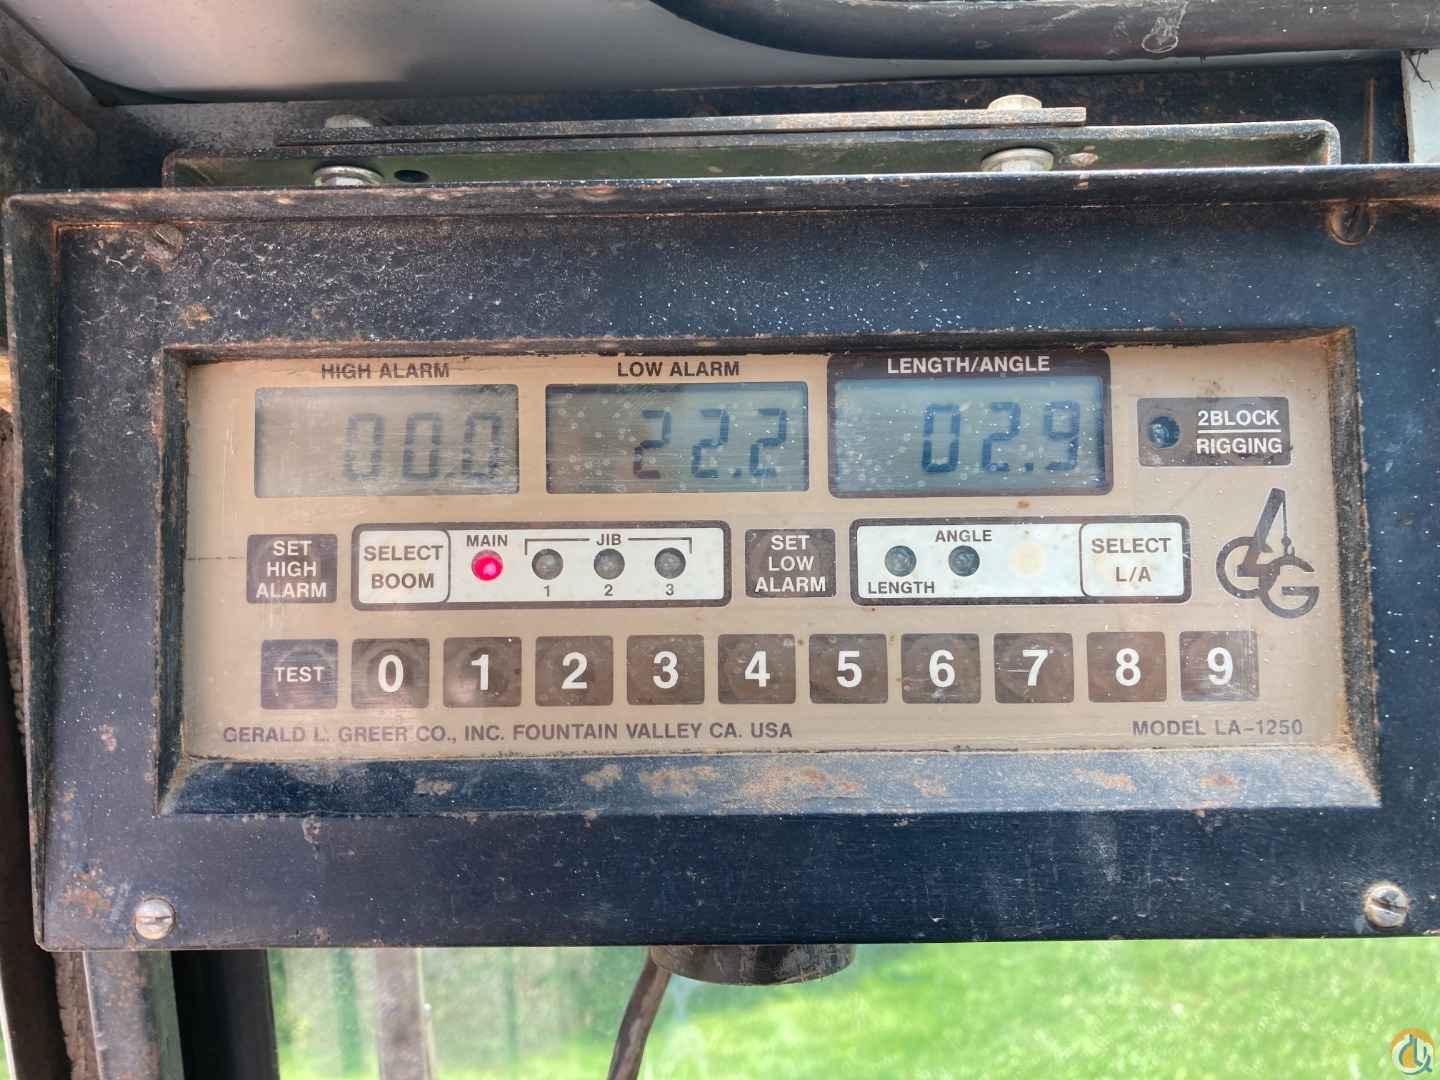 HIGH ALARM
LOW ALARM
LENGTH/ANGLE
00.0
22.2
02.9
2BLOCK
RIGGING
SET
HIGH
ALARM
SELECT
BOOM
MAIN
JIB
1 2 3
SET
LOW
ALARM
ANGLE
LENGTH
SELECT
L/A
GLG
TEST 0 1 2 3 4 5 6 7 8 9
GERALD L. GREER CO., INC. FOUNTAIN VALLEY CA. USA
MODEL LA-1250